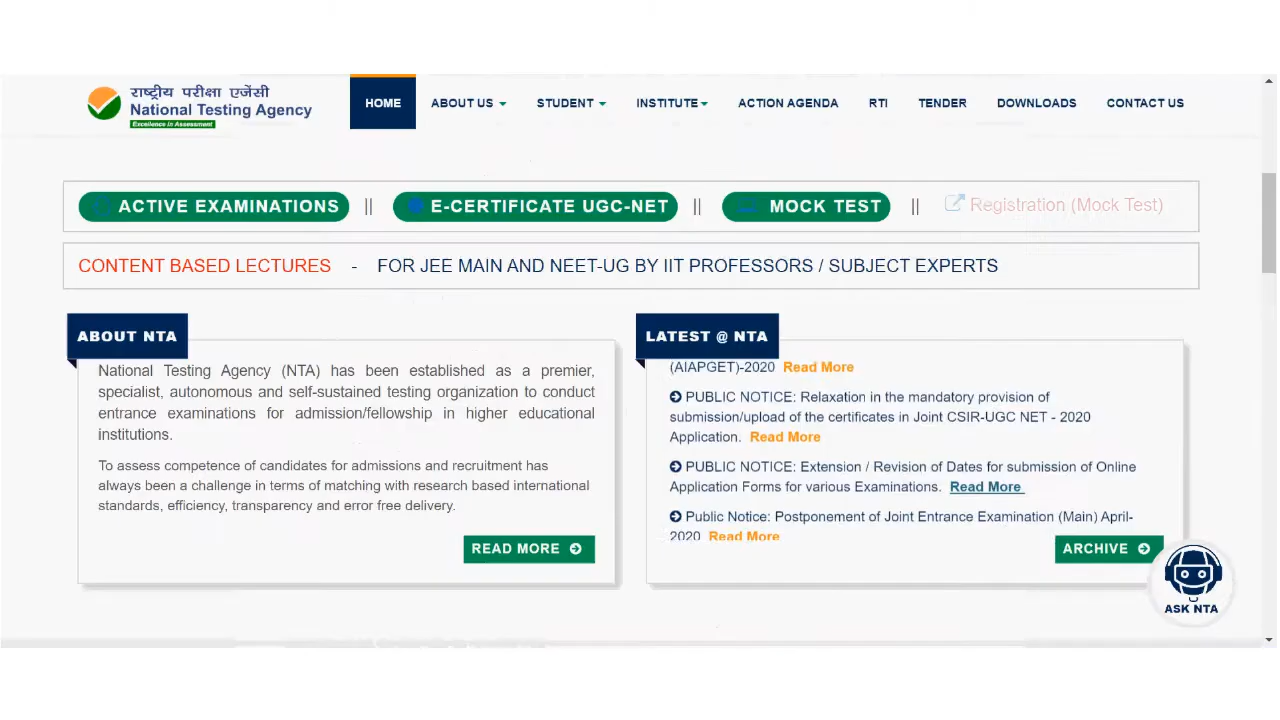 राष्ट्रीय परीक्षा एजेंसी
National Testing Agency
Excellence in Assessment
HOME ABOUT US STUDENT INSTITUTE ACTION AGENDA RTI TENDER DOWNLOADS CONTACT US
ACTIVE EXAMINATIONS || E-CERTIFICATE UGC-NET || MOCK TEST || Registration (Mock Test)
CONTENT BASED LECTURES - FOR JEE MAIN AND NEET-UG BY IIT PROFESSORS / SUBJECT EXPERTS
ABOUT NTA
National Testing Agency (NTA) has been established as a premier,
specialist, autonomous and self-sustained testing organization to conduct
entrance examinations for admission/fellowship in higher educational
institutions.
To assess competence of candidates for admissions and recruitment has
always been a challenge in terms of matching with research based international
standards, efficiency, transparency and error free delivery.
READ MORE
LATEST @ NTA
(AIAPGET)-2020 Read More
PUBLIC NOTICE: Relaxation in the mandatory provision of
submission/upload of the certificates in Joint CSIR-UGC NET - 2020
Application. Read More
PUBLIC NOTICE: Extension / Revision of Dates for submission of Online
Application Forms for various Examinations. Read More
Public Notice: Postponement of Joint Entrance Examination (Main) April-
2020 Read More
ARCHIVE
ASK NTA